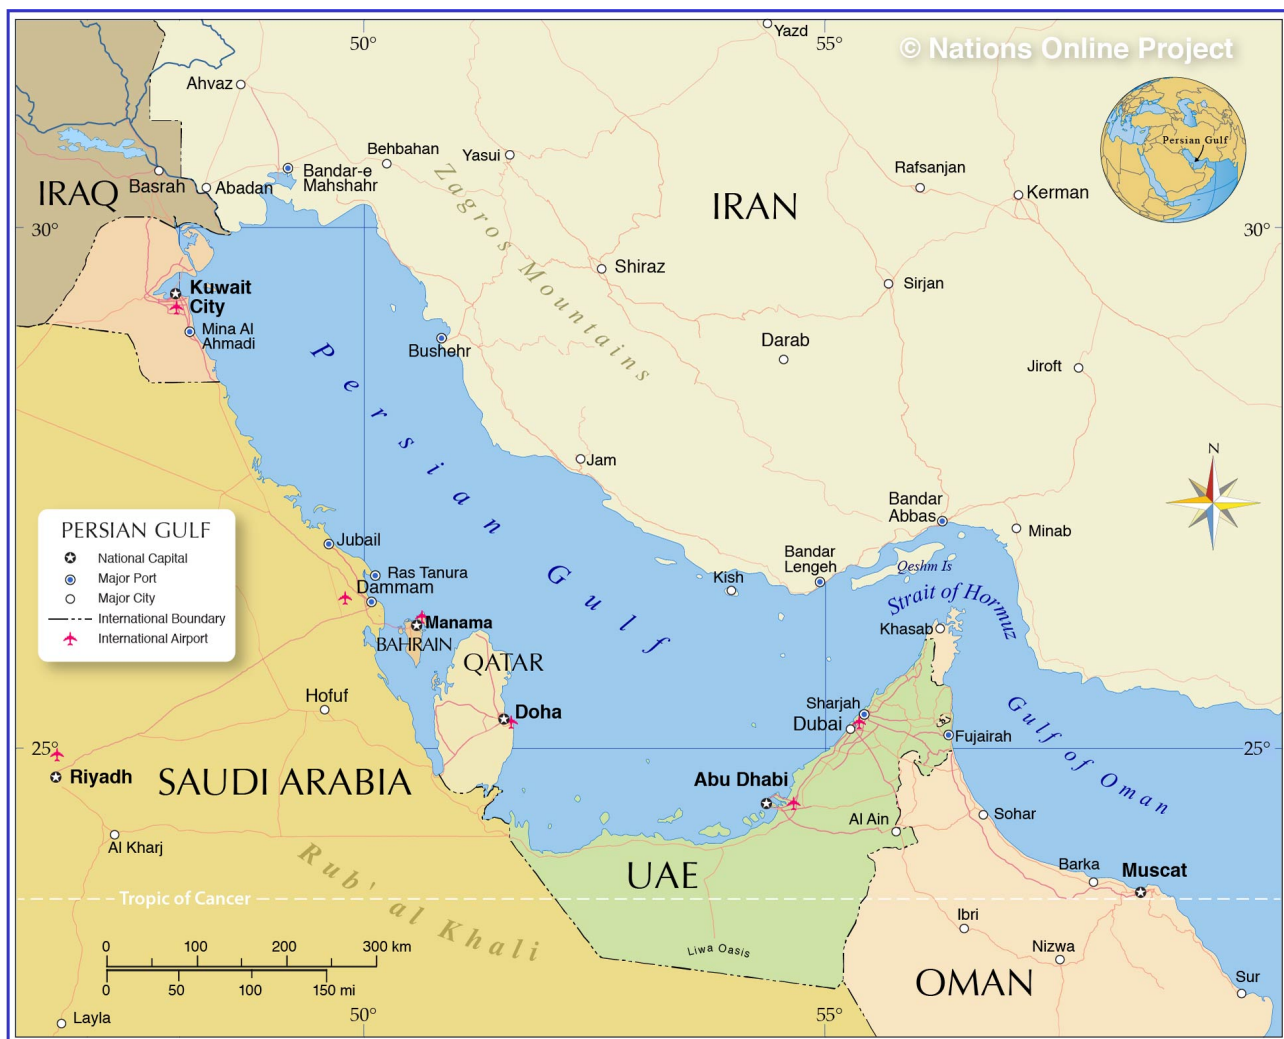 50°
55°
Yazd
© Nations Online Project
Ahvaz
Persian Gulf
Behbahan
Yasui
Bandar-e
Mahshahr
Rafsanjan
Basrah
Abadan
IRAQ
Zagros Mountains
IRAN
Kerman
30°
30°
Shiraz
Kuwait
City
Sirjan
Mina Al
Ahmadi
Bushehr
Darab
Jiroft
Persian Gulf
N
Jam
Bandar
Abbas
Minab
PERSIAN GULF
National Capital
Major Port
Major City
International Boundary
International Airport
Jubail
Ras Tanura
Dammam
Bandar
Lengeh
Kish
Qeshm Is
Strait of Hormuz
Khasab
Manama
BAHRAIN
QATAR
Hofuf
Doha
Sharjah
Dubai
Fujairah
Gulf of Oman
25°
25°
Riyadh
SAUDI ARABIA
Abu Dhabi
Al Ain
Sohar
Al Kharj
Rub' al Khali
UAE
Barka
Muscat
Tropic of Cancer
Ibri
Nizwa
Liwa Oasis
OMAN
Sur
0 100 200 300 km
0 50 100 150 mi
Layla
50°
55°